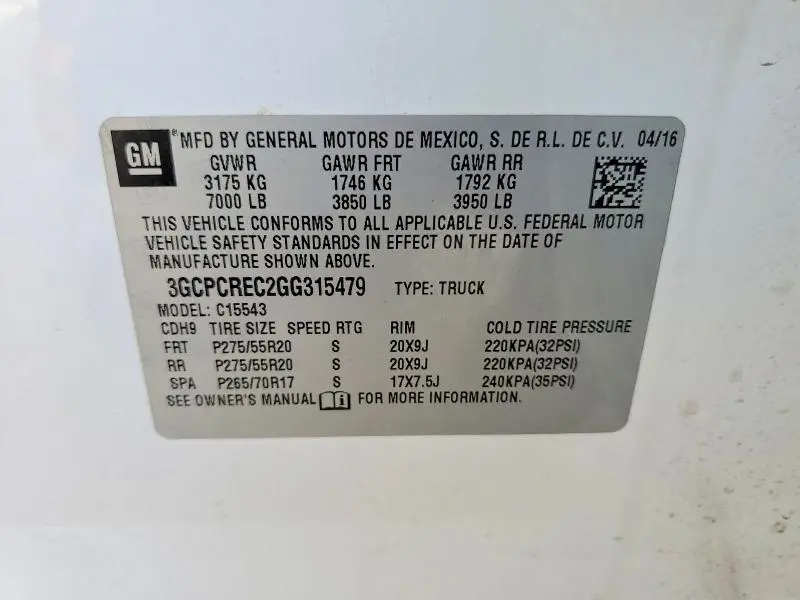 GM ® MFD BY GENERAL MOTORS DE MEXICO, S. DE R.L. DE C.V. 04/16
GVWR GAWR FRT GAWR RR
3175 KG 1746 KG 1792 KG
7000 LB 3850 LB 3950 LB
THIS VEHICLE CONFORMS TO ALL APPLICABLE U.S. FEDERAL MOTOR
VEHICLE SAFETY STANDARDS IN EFFECT ON THE DATE OF
MANUFACTURE SHOWN ABOVE.
3GCPCREC2GG315479 TYPE: TRUCK
MODEL: C15543
CDH9 TIRE SIZE SPEED RTG RIM COLD TIRE PRESSURE
FRT P275/55R20 S 20X9J 220KPA(32PSI)
RR P275/55R20 S 20X9J 220KPA(32PSI)
SPA P265/70R17 S 17X7.5J 240KPA(35PSI)
SEE OWNER'S MANUAL i FOR MORE INFORMATION.